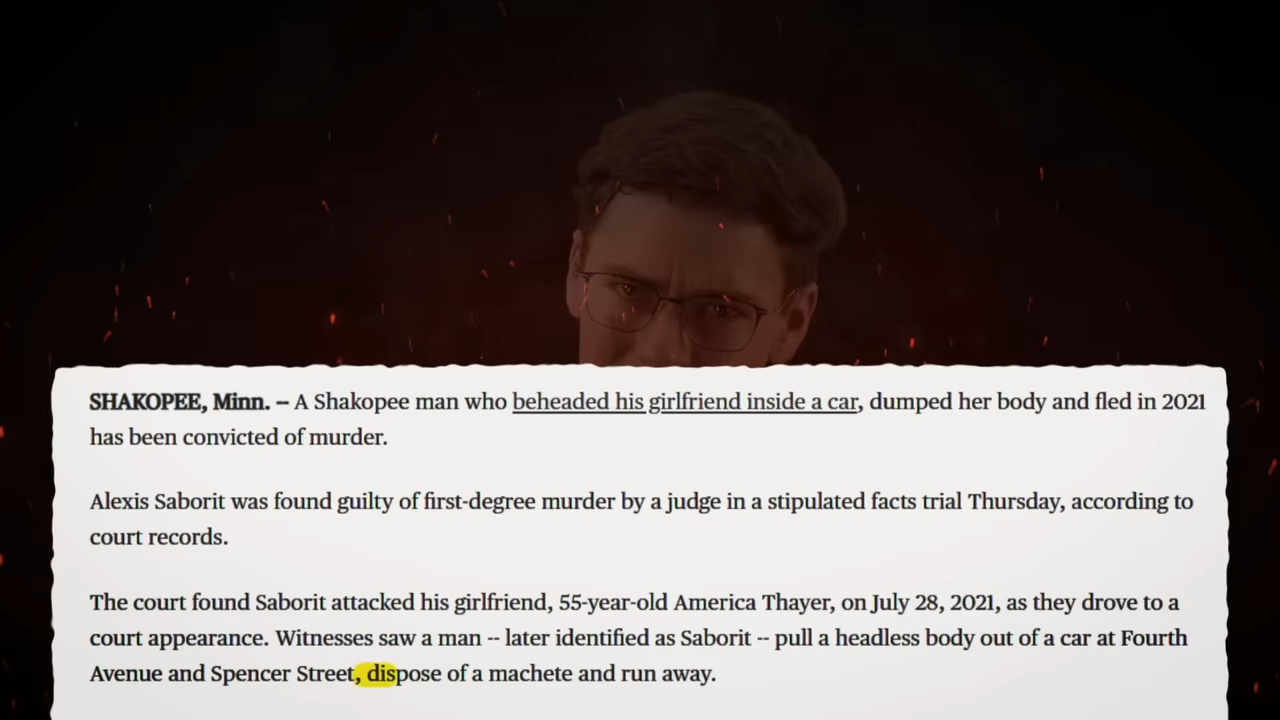 SHAKOPEE, Minn. – A Shakopee man who beheaded his girlfriend inside a car, dumped her body and fled in 2021
has been convicted of murder.
Alexis Saborit was found guilty of first-degree murder by a judge in a stipulated facts trial Thursday, according to
court records.
The court found Saborit attacked his girlfriend, 55-year-old America Thayer, on July 28, 2021, as they drove to a
court appearance. Witnesses saw a man -- later identified as Saborit -- pull a headless body out of a car at Fourth
Avenue and Spencer Street, dispose of a machete and run away.